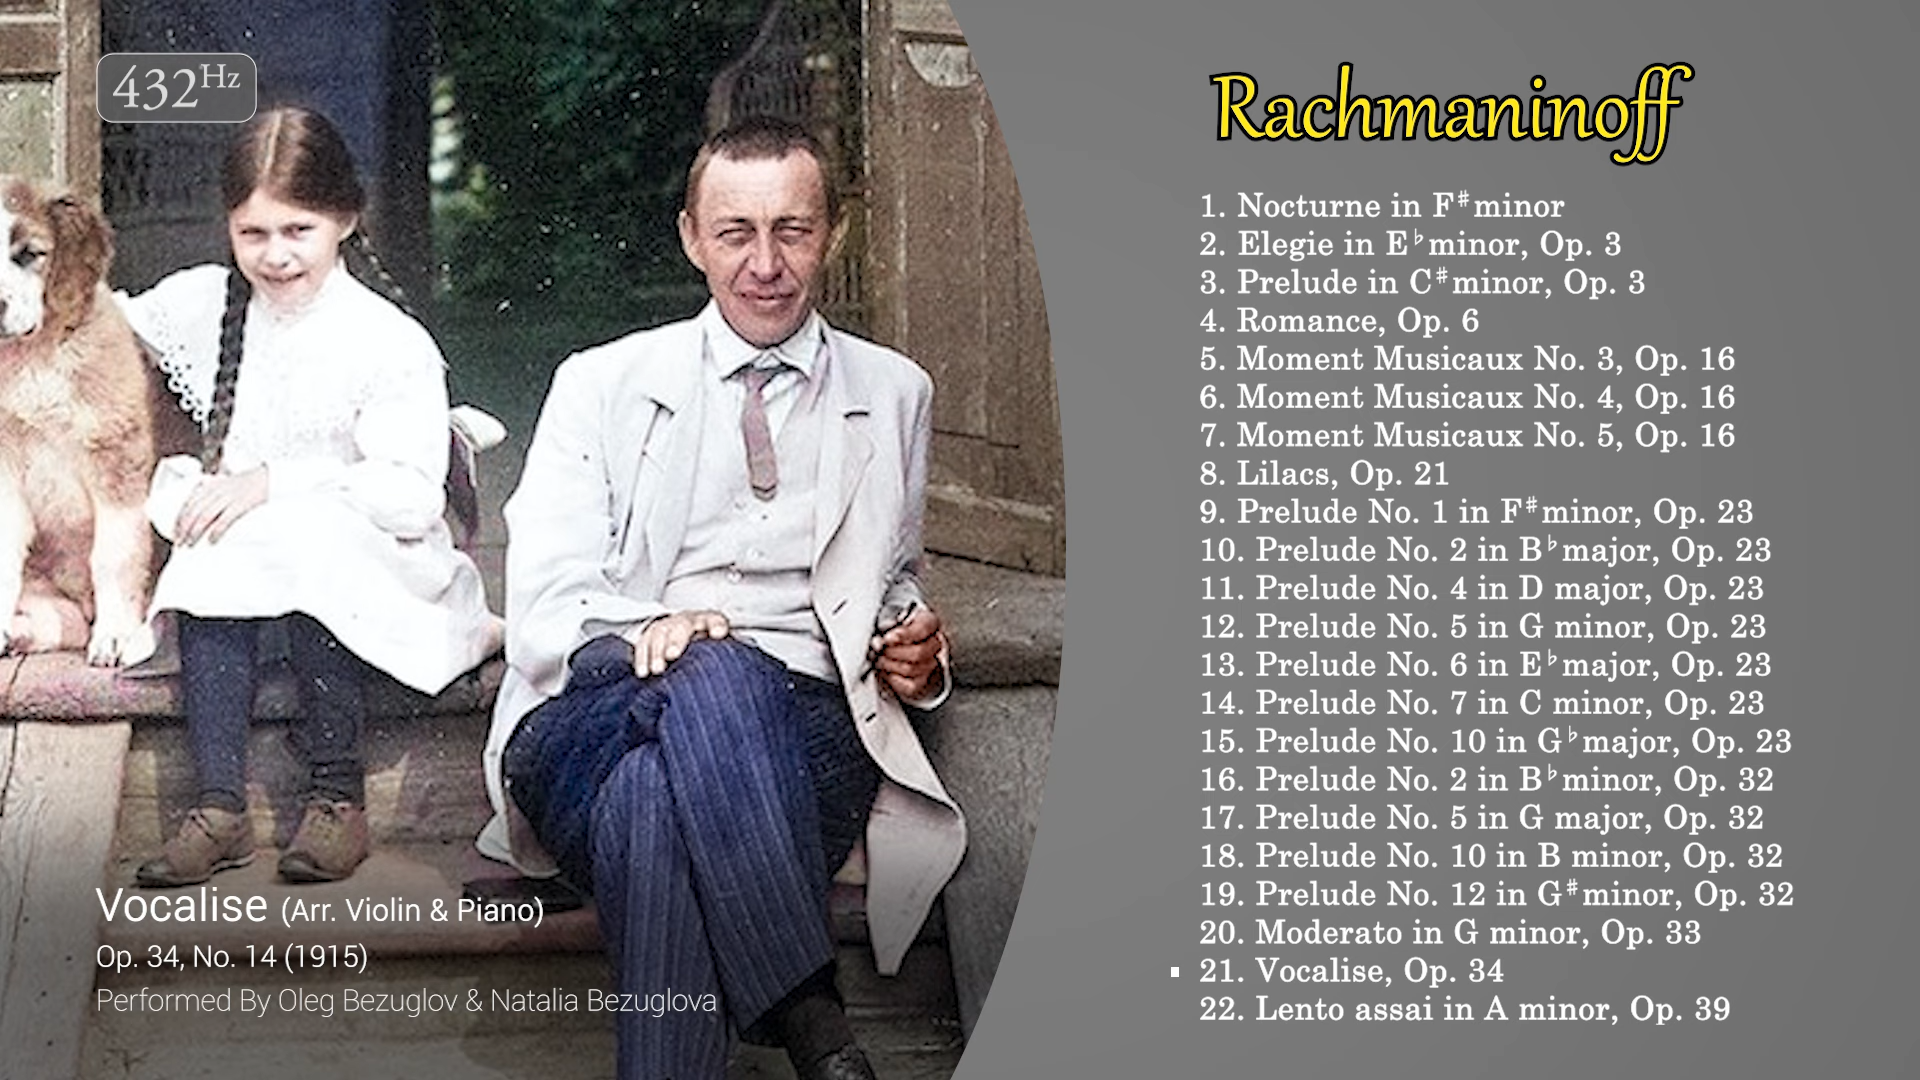 432Hz
Rachmaninoff
1. Nocturne in F♯minor
2. Elegie in E♭minor, Op. 3
3. Prelude in C♯minor, Op. 3
4. Romance, Op. 6
5. Moment Musicaux No. 3, Op. 16
6. Moment Musicaux No. 4, Op. 16
7. Moment Musicaux No. 5, Op. 16
8. Lilacs, Op. 21
9. Prelude No. 1 in F♯minor, Op. 23
10. Prelude No. 2 in B♭major, Op. 23
11. Prelude No. 4 in D major, Op. 23
12. Prelude No. 5 in G minor, Op. 23
13. Prelude No. 6 in E♭major, Op. 23
14. Prelude No. 7 in C minor, Op. 23
15. Prelude No. 10 in G♭major, Op. 23
16. Prelude No. 2 in B♭minor, Op. 32
17. Prelude No. 5 in G major, Op. 32
18. Prelude No. 10 in B minor, Op. 32
19. Prelude No. 12 in G♯minor, Op. 32
20. Moderato in G minor, Op. 33
▪ 21. Vocalise, Op. 34
22. Lento assai in A minor, Op. 39
Vocalise (Arr. Violin & Piano)
Op. 34, No. 14 (1915)
Performed By Oleg Bezuglov & Natalia Bezuglova